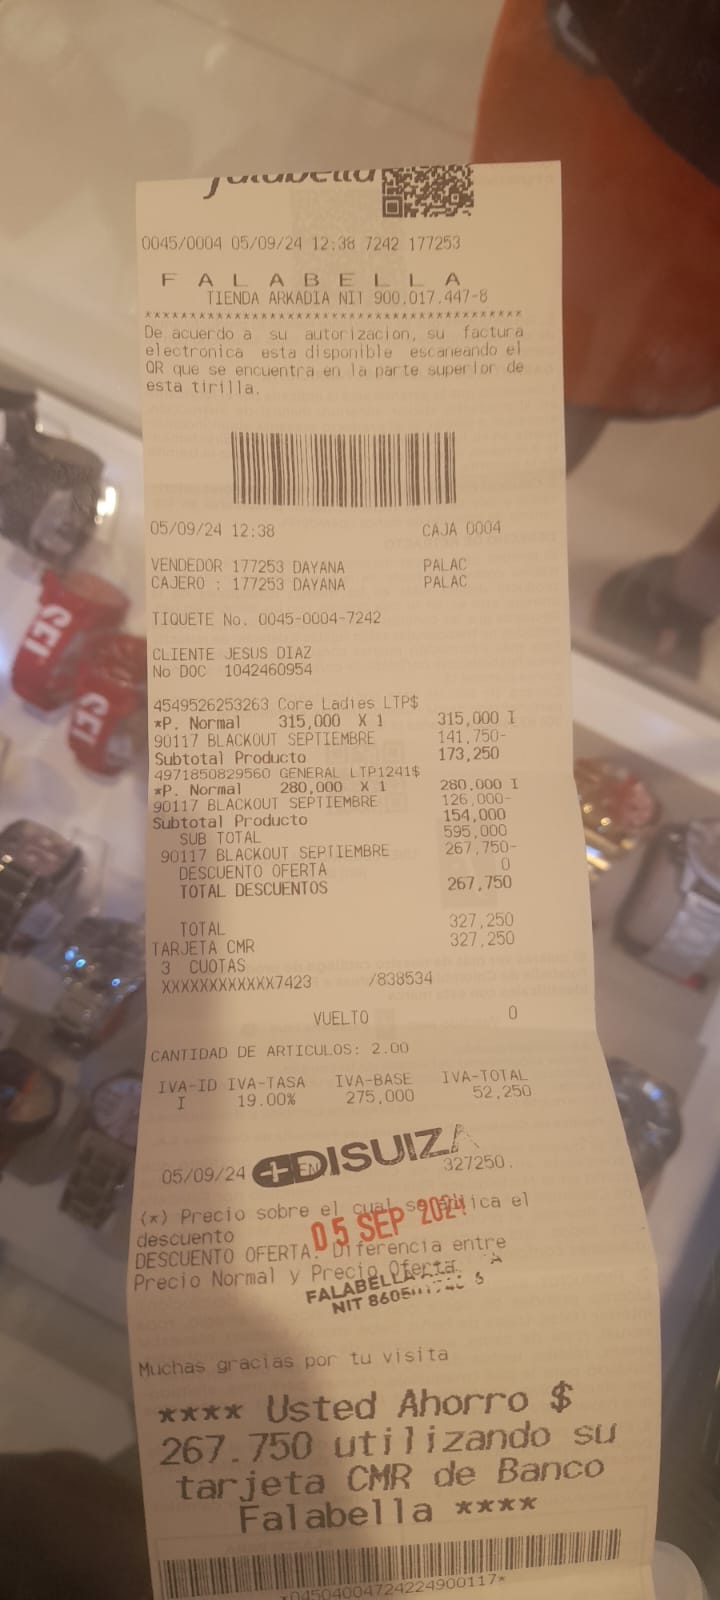 falabella
0045/0004 05/09/24 12:38 7242 177253
F A L A B E L L A
TIENDA ARKADIA NIT 900.017.447-8
****************************************
De acuerdo a su autorizacion, su factura
electronica esta disponible escaneando el
QR que se encuentra en la parte superior de
esta tirilla.
05/09/24 12:38 CAJA 0004
VENDEDOR 177253 DAYANA PALAC
CAJERO : 177253 DAYANA PALAC
TIQUETE No. 0045-0004-7242
CLIENTE JESUS DIAZ
No DOC 1042460954
4549526253263 Core Ladies LTP$
*P. Normal 315,000 X 1 315,000 I
90117 BLACKOUT SEPTIEMBRE 141,750-
Subtotal Producto 173,250
4971850829560 GENERAL LTP1241$
*P. Normal 280,000 X 1 280,000 I
90117 BLACKOUT SEPTIEMBRE 126,000-
Subtotal Producto 154,000
SUB TOTAL 595,000
90117 BLACKOUT SEPTIEMBRE 267,750-
DESCUENTO OFERTA 0
TOTAL DESCUENTOS 267,750
TOTAL 327,250
TARJETA CMR 327,250
3 CUOTAS
XXXXXXXXXXXX7423 /838534
VUELTO 0
CANTIDAD DE ARTICULOS: 2.00
IVA-ID IVA-TASA IVA-BASE IVA-TOTAL
I 19.00% 275,000 52,250
05/09/24 EN DISUIZA 327250.
(*) Precio sobre el cual se aplica el
descuento
05 SEP 2024
DESCUENTO OFERTA: Diferencia entre
Precio Normal y Precio Oferta
FALABELLA
NIT
Muchas gracias por tu visita
**** Usted Ahorro $
267.750 utilizando su
tarjeta CMR de Banco
Falabella ****
*04504004724224900117*
CET
CET